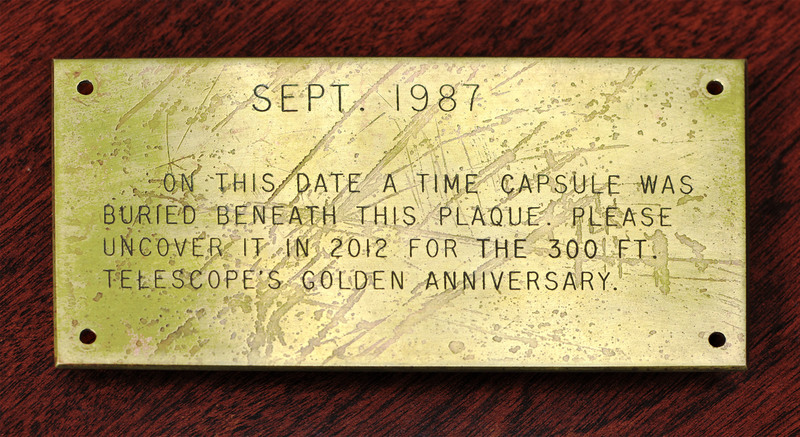 SEPT. 1987
ON THIS DATE A TIME CAPSULE WAS
BURIED BENEATH THIS PLAQUE. PLEASE
UNCOVER IT IN 2012 FOR THE 300 FT.
TELESCOPE'S GOLDEN ANNIVERSARY.